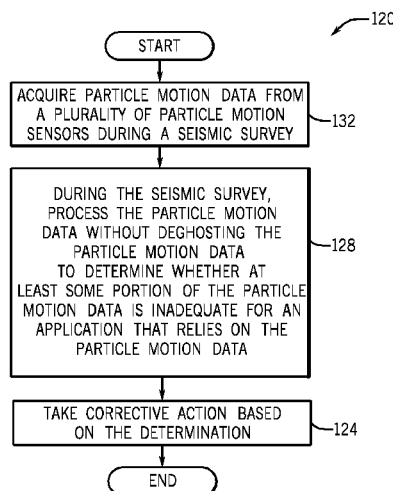 120
START
ACQUIRE PARTICLE MOTION DATA FROM
A PLURALITY OF PARTICLE MOTION
SENSORS DURING A SEISMIC SURVEY
132
DURING THE SEISMIC SURVEY,
PROCESS THE PARTICLE MOTION
DATA WITHOUT DEGHOSTING THE
PARTICLE MOTION DATA
TO DETERMINE WHETHER AT
LEAST SOME PORTION OF THE PARTICLE
MOTION DATA IS INADEQUATE FOR AN
APPLICATION THAT RELIES ON THE
PARTICLE MOTION DATA
128
TAKE CORRECTIVE ACTION BASED
ON THE DETERMINATION
124
END